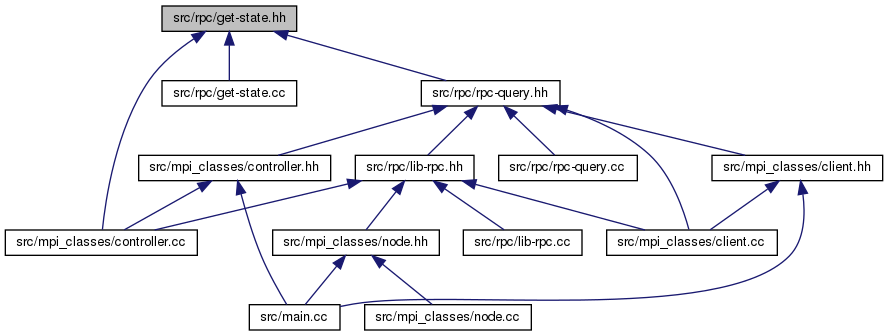 src/rpc/get-state.hh
src/rpc/get-state.cc
src/rpc/rpc-query.hh
src/mpi_classes/controller.hh
src/rpc/lib-rpc.hh
src/rpc/rpc-query.cc
src/mpi_classes/client.hh
src/mpi_classes/controller.cc
src/mpi_classes/node.hh
src/rpc/lib-rpc.cc
src/mpi_classes/client.cc
src/main.cc
src/mpi_classes/node.cc